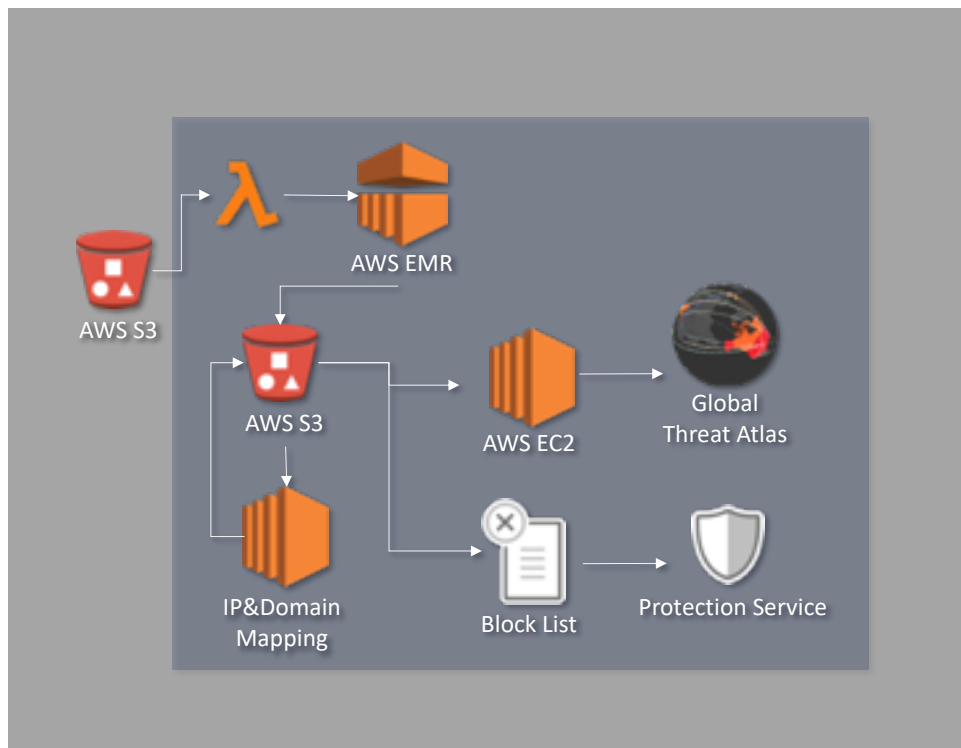 AWS EMR
AWS S3
AWS S3
AWS EC2
Global
Threat Atlas
IP&Domain
Mapping
Block List
Protection Service